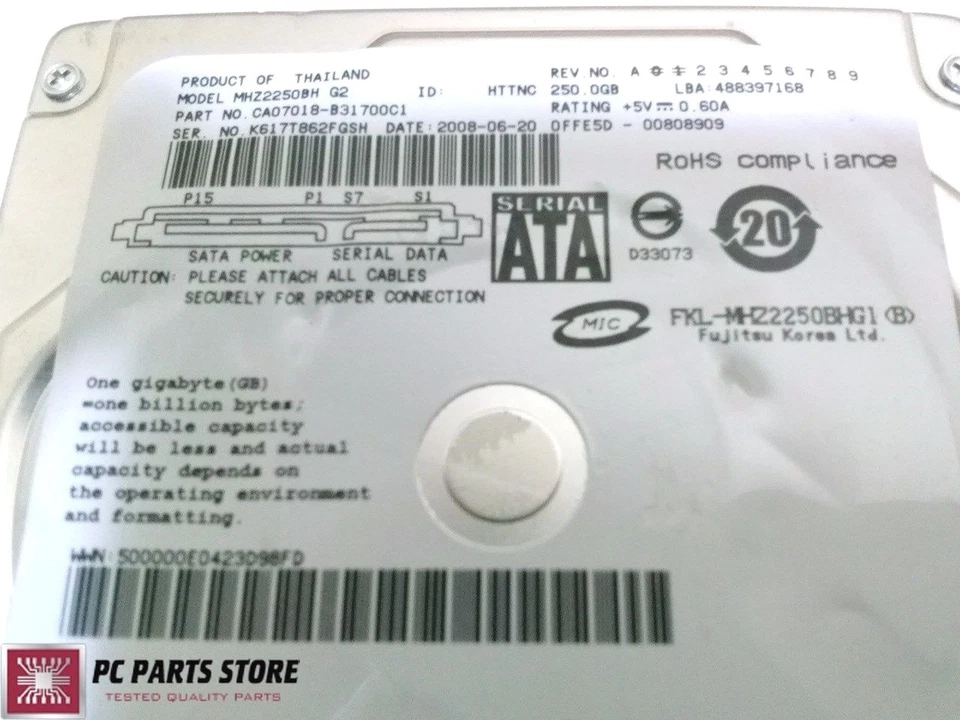 PRODUCT OF THAILAND
REV.NO. A 0 1 2 3 4 5 6 7 8 9
MODEL MHZ2250BH G2 ID: HTTNC 250.0GB LBA:488397168
PART NO.CA07018-B31700C1 RATING +5V⎓0.60A
SER. NO.K617T862FGSH DATE:2008-06-20 0FFE5D - 00808909
RoHS compliance
P15 P1 S7 S1
SATA POWER SERIAL DATA
SERIAL
ATA
D33073
20
CAUTION: PLEASE ATTACH ALL CABLES
SECURELY FOR PROPER CONNECTION
MIC
FKL-MHZ2250BHG1(B)
Fujitsu Korea Ltd.
One gigabyte(GB)
=one billion bytes;
accessible capacity
will be less and actual
capacity depends on
the operating environment
and formatting.
WWN:500000E0423D98FD
PC PARTS STORE
TESTED QUALITY PARTS